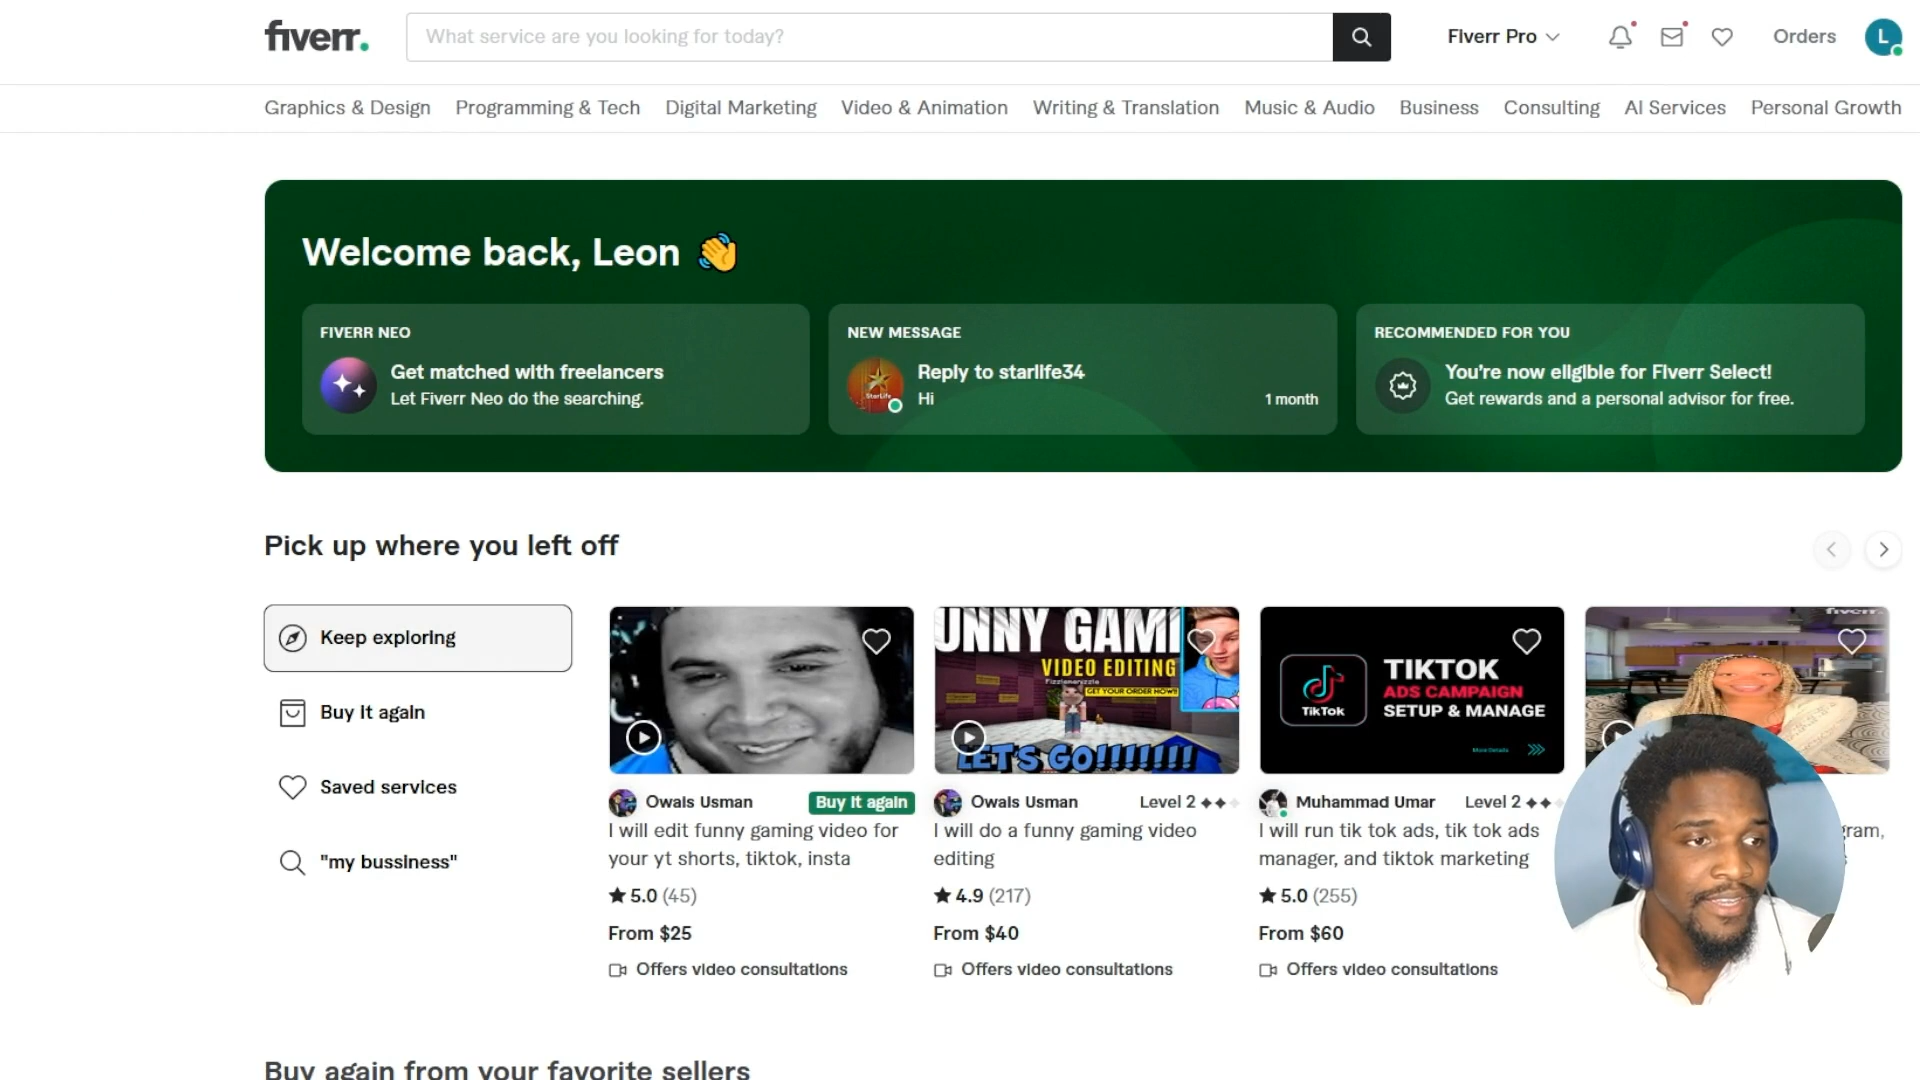 fiverr.
What service are you looking for today?
Fiverr Pro
Orders
L
Graphics & Design Programming & Tech Digital Marketing Video & Animation Writing & Translation Music & Audio Business Consulting AI Services Personal Growth
Welcome back, Leon 👋
FIVERR NEO
Get matched with freelancers
Let Fiverr Neo do the searching.
NEW MESSAGE
StarLife
Reply to starlife34
Hi
1 month
RECOMMENDED FOR YOU
You're now eligible for Fiverr Select!
Get rewards and a personal advisor for free.
Pick up where you left off
Keep exploring
Buy it again
Saved services
"my bussiness"
UNNY GAMI
VIDEO EDITING
GET YOUR ORDER NOW!!
LET'S GO!!!!!!!
TikTok
TIKTOK
ADS CAMPAIGN
SETUP & MANAGE
More Details
fiverr.
Owais Usman
Buy it again
I will edit funny gaming video for
your yt shorts, tiktok, insta
5.0 (45)
From $25
Offers video consultations
Owais Usman
Level 2
I will do a funny gaming video
editing
4.9 (217)
From $40
Offers video consultations
Muhammad Umar
Level 2
I will run tik tok ads, tik tok ads
manager, and tiktok marketing
5.0 (255)
From $60
Offers video consultations
gram,
Buy again from your favorite sellers